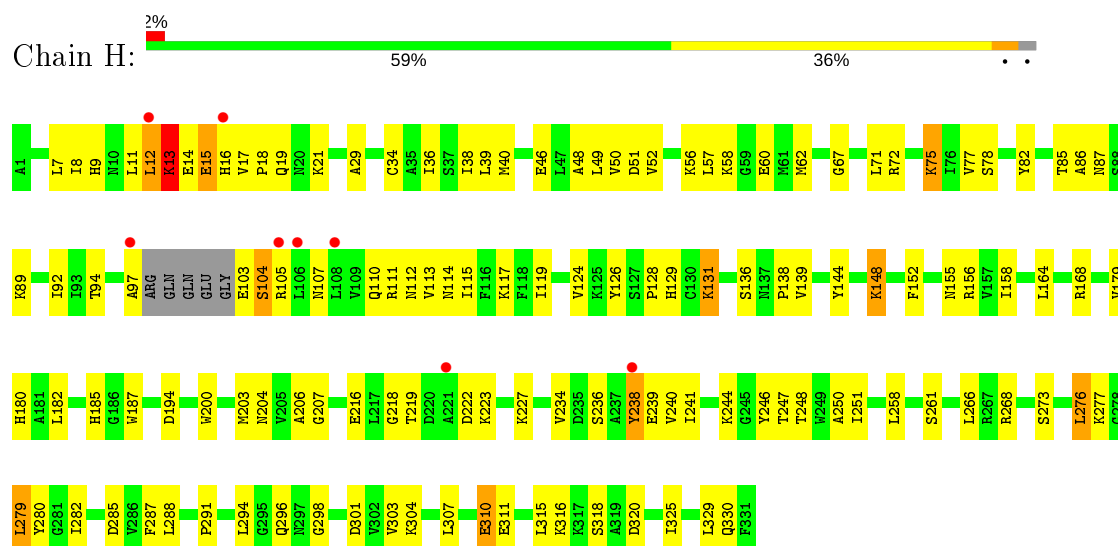 2%
Chain H:
59% 36% • •
A1 L7 I8 H9 N10 L11 L12 K13 E14 E15 H16 V17 P18 Q19 N20 K21 A29 C34 A35 I36 S37 I38 L39 M40 E46 L47 A48 L49 V50 D51 V52 K56 L57 K58 G59 E60 M61 M62 G67 L71 R72 K75 I76 V77 S78 Y82 T85 A86 N87 S88
K89 I92 I93 T94 A97 ARG GLN GLN GLU GLY E103 S104 R105 L106 N107 L108 V109 Q110 R111 N112 V113 N114 I115 F116 K117 F118 I119 V124 K125 Y126 S127 P128 H129 C130 K131 S136 N137 P138 V139 Y144 K148 F152 N155 R156 V157 I158 L164 R168 V179
H180 A181 L182 H185 G186 W187 D194 W200 M203 N204 V205 A206 G207 E216 L217 G218 T219 D220 A221 D222 K223 K227 V234 D235 S236 A237 Y238 E239 V240 I241 K244 G245 Y246 T247 T248 W249 A250 I251 L258 S261 L266 R267 R268 S273 L276 K277 G278
L279 Y280 G281 I282 D285 V286 F287 L288 P291 L294 G295 Q296 N297 G298 D301 V302 V303 K304 L307 E310 E311 L315 K316 K317 S318 A319 D320 I325 L329 Q330 F331